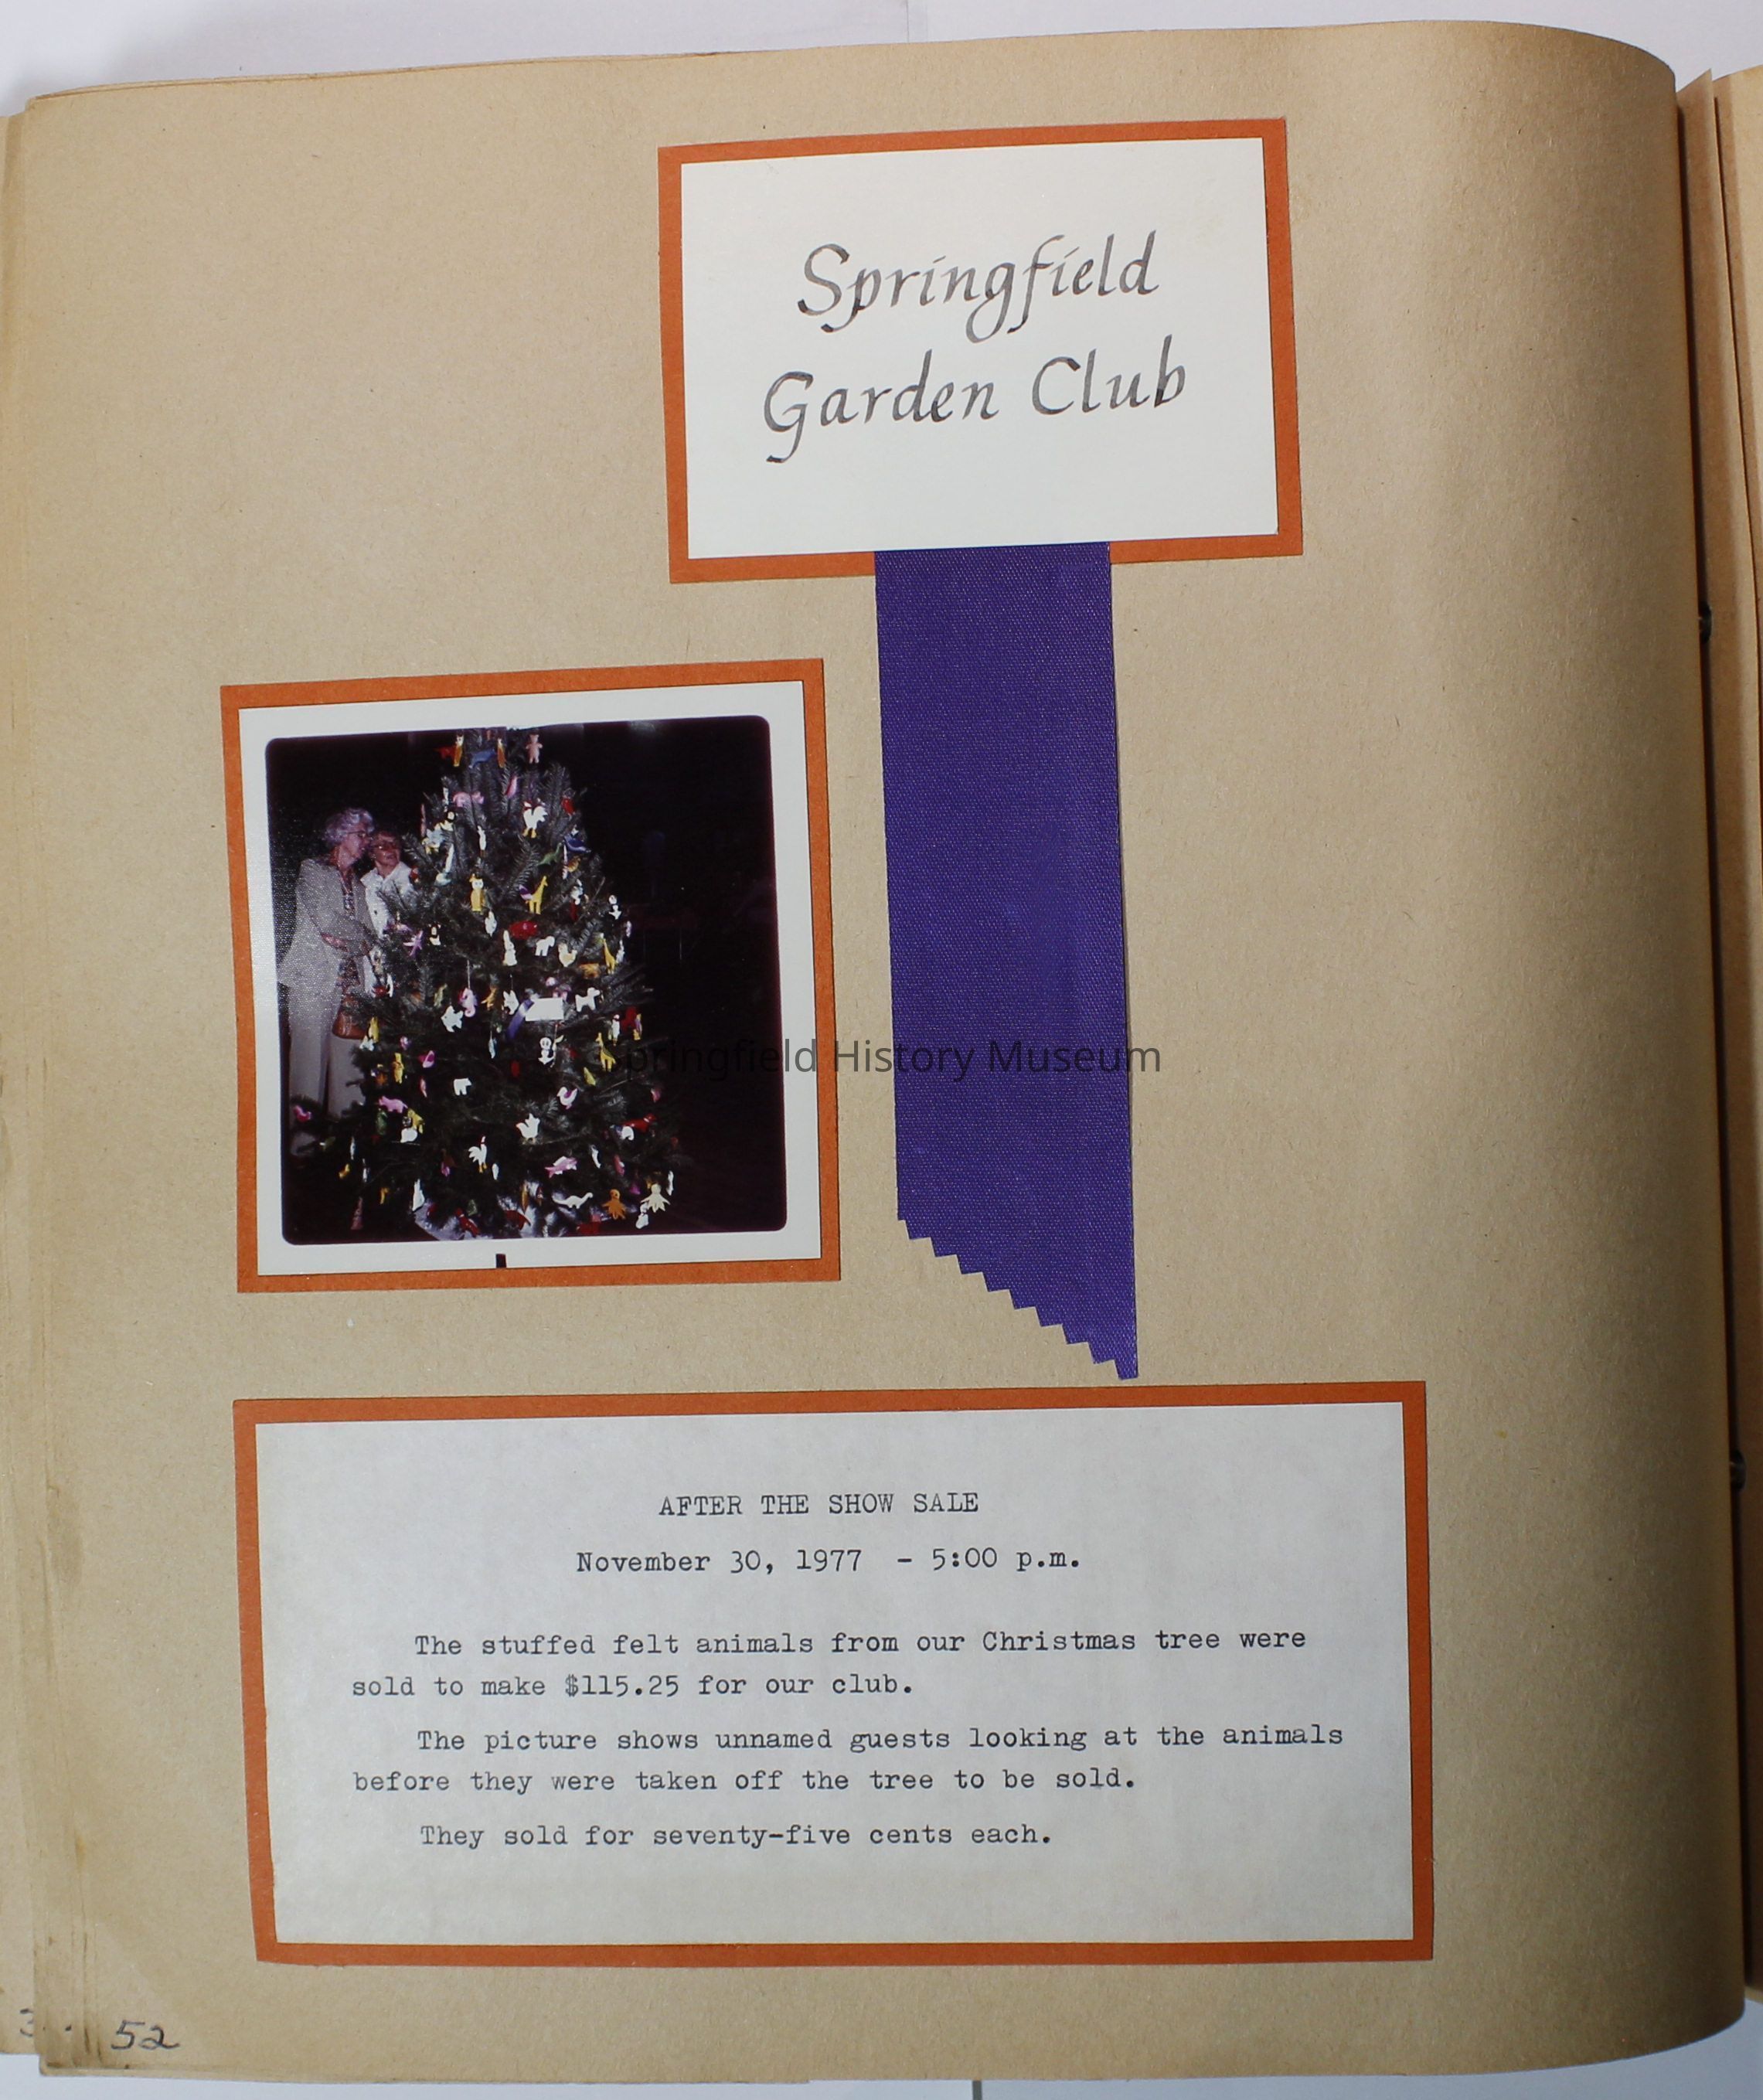 Springfield
Garden Club
Springfield History Museum
AFTER THE SHOW SALE
November 30, 1977 - 5:00 p.m.
The stuffed felt animals from our Christmas tree were
sold to make $115.25 for our club.
The picture shows unnamed guests looking at the animals
before they were taken off the tree to be sold.
They sold for seventy-five cents each.
52